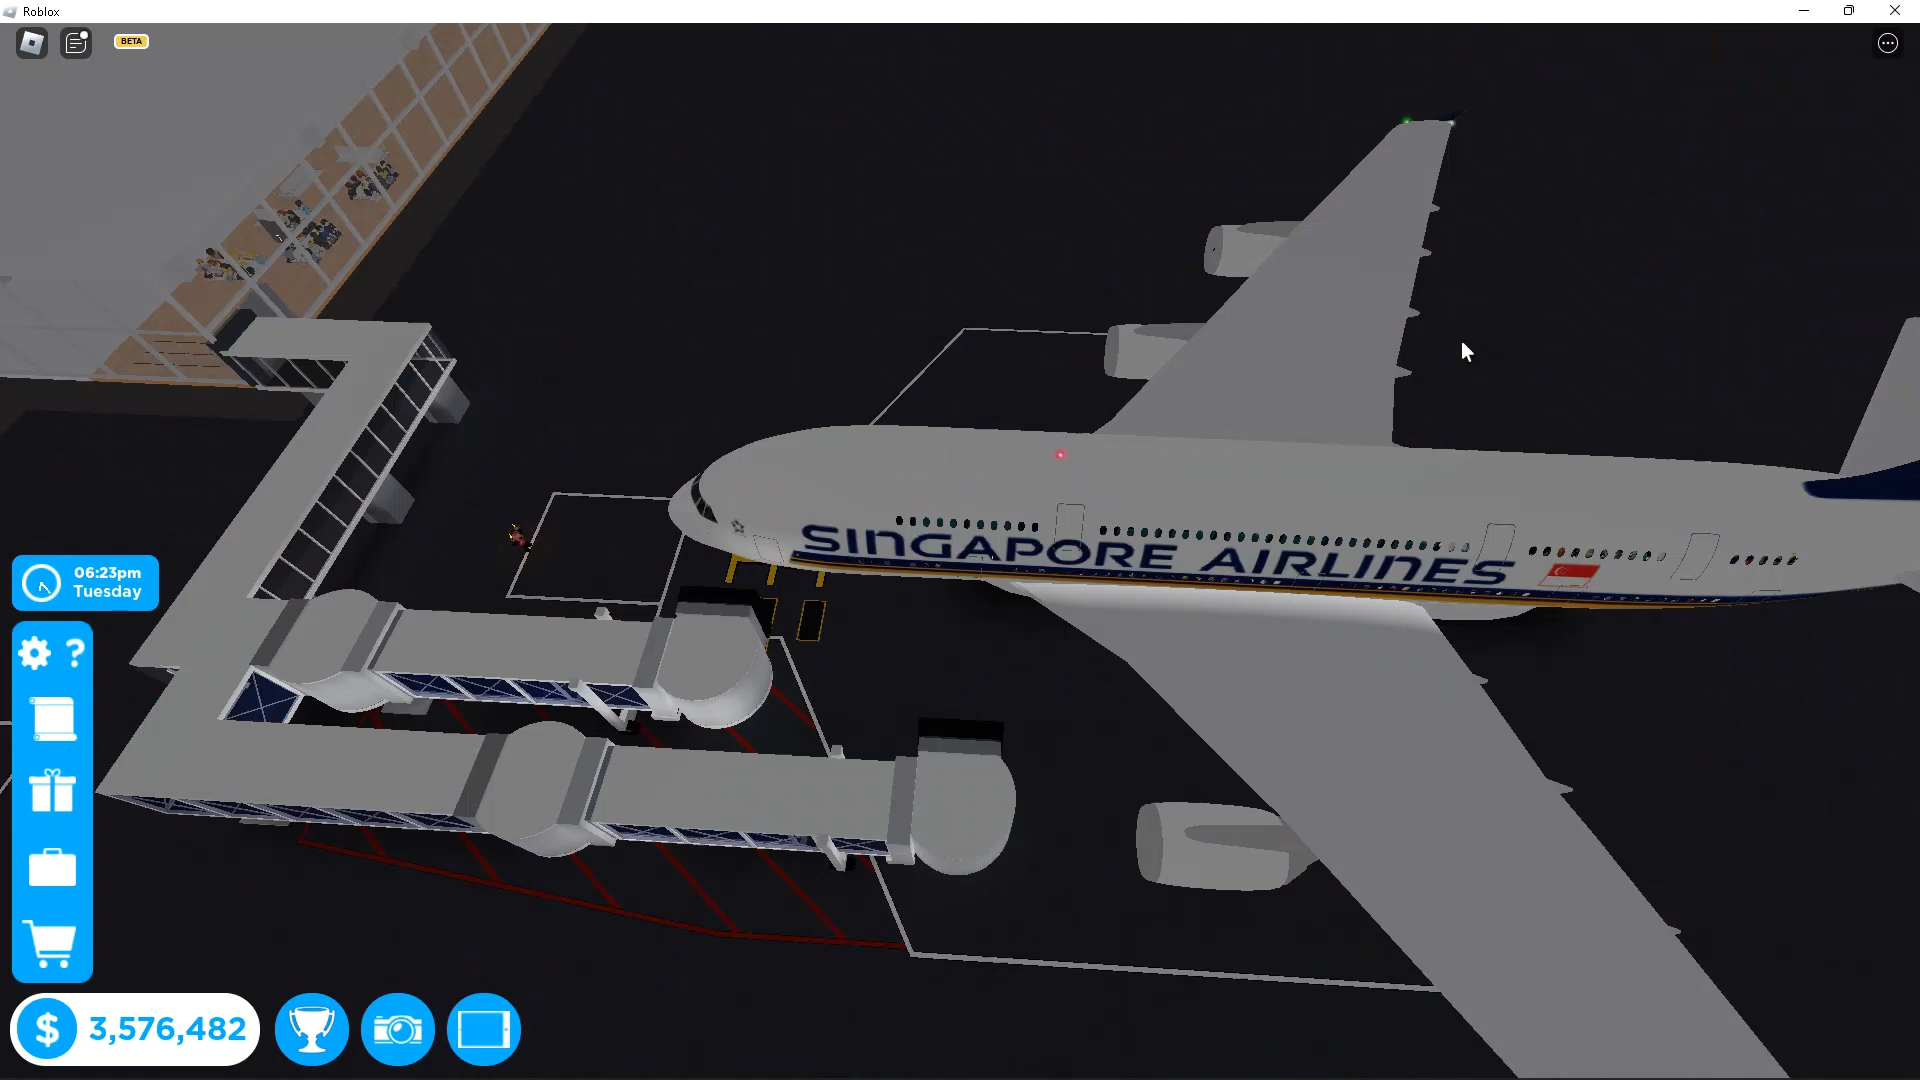 Roblox
BETA
SINGAPORE AIRLINES
06:23pm
Tuesday
?
$ 3,576,482